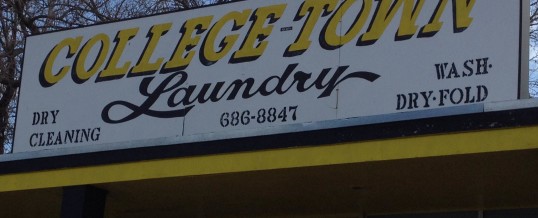 COLLEGE-TOWN
Laundry
DRY
CLEANING
686-8847
WASH·
DRY·FOLD